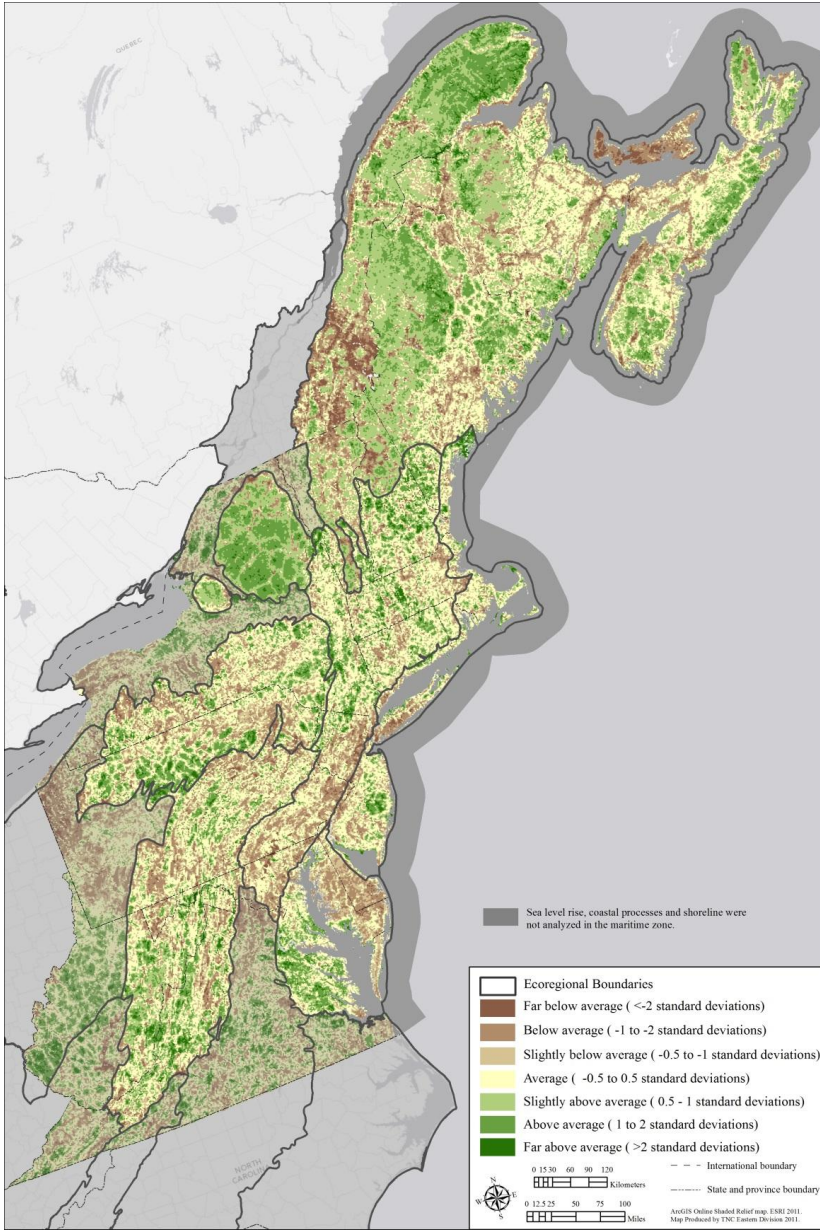 QUEBEC
Sea level rise, coastal processes and shoreline were
not analyzed in the maritime zone.
Ecoregional Boundaries
Far below average ( <-2 standard deviations)
Below average ( -1 to -2 standard deviations)
Slightly below average ( -0.5 to -1 standard deviations)
Average ( -0.5 to 0.5 standard deviations)
Slightly above average ( 0.5 - 1 standard deviations)
Above average ( 1 to 2 standard deviations)
Far above average ( >2 standard deviations)
NORTH
CAROLINA
0 15 30 60 90 120
Kilometers
0 12.5 25 50 75 100
Miles
N
W E
S
International boundary
State and province boundary
ArcGIS Online Shaded Relief map. ESRI 2011.
Map Produced by TNC Eastern Division 2011.